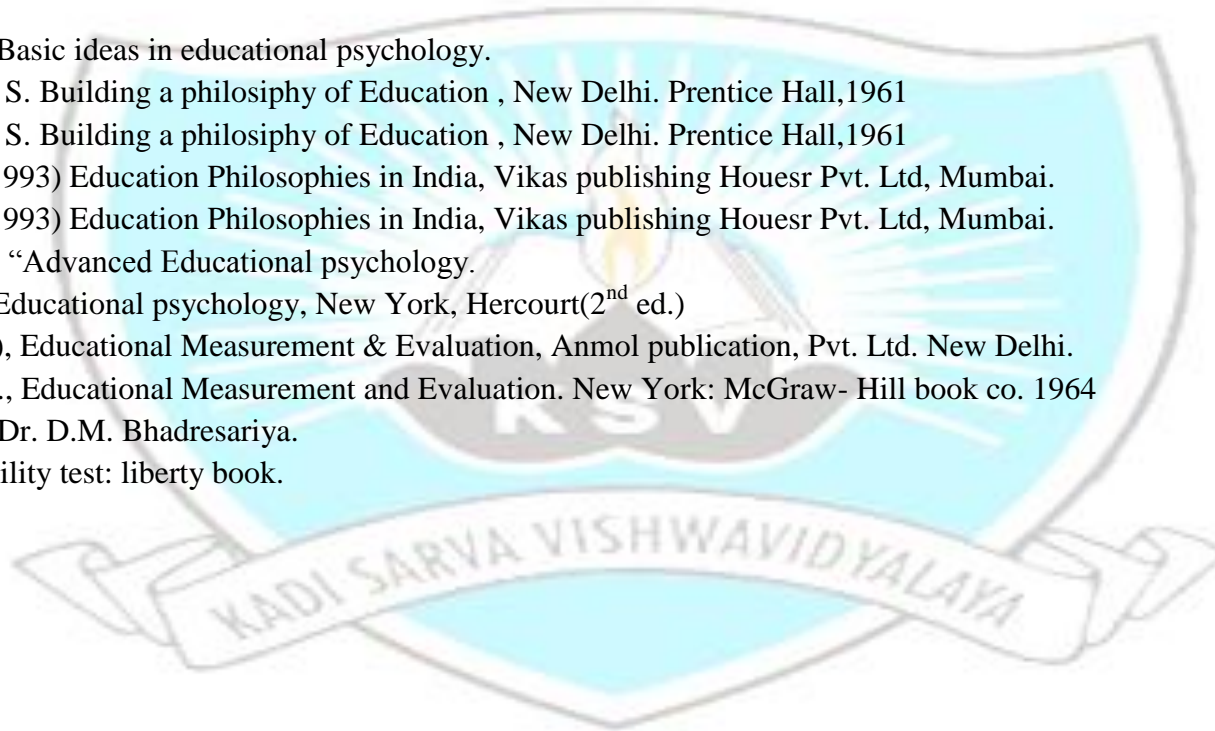 Basic ideas in educational psychology.
S. Building a philosiphy of Education , New Delhi. Prentice Hall,1961
S. Building a philosiphy of Education , New Delhi. Prentice Hall,1961
993) Education Philosophies in India, Vikas publishing Houesr Pvt. Ltd, Mumbai.
993) Education Philosophies in India, Vikas publishing Houesr Pvt. Ltd, Mumbai.
“Advanced Educational psychology.
Educational psychology, New York, Hercourt(2nd ed.)
), Educational Measurement & Evaluation, Anmol publication, Pvt. Ltd. New Delhi.
., Educational Measurement and Evaluation. New York: McGraw- Hill book co. 1964
Dr. D.M. Bhadresariya.
ility test: liberty book.
KSV
KADI SARVA VISHWAVIDYALAYA